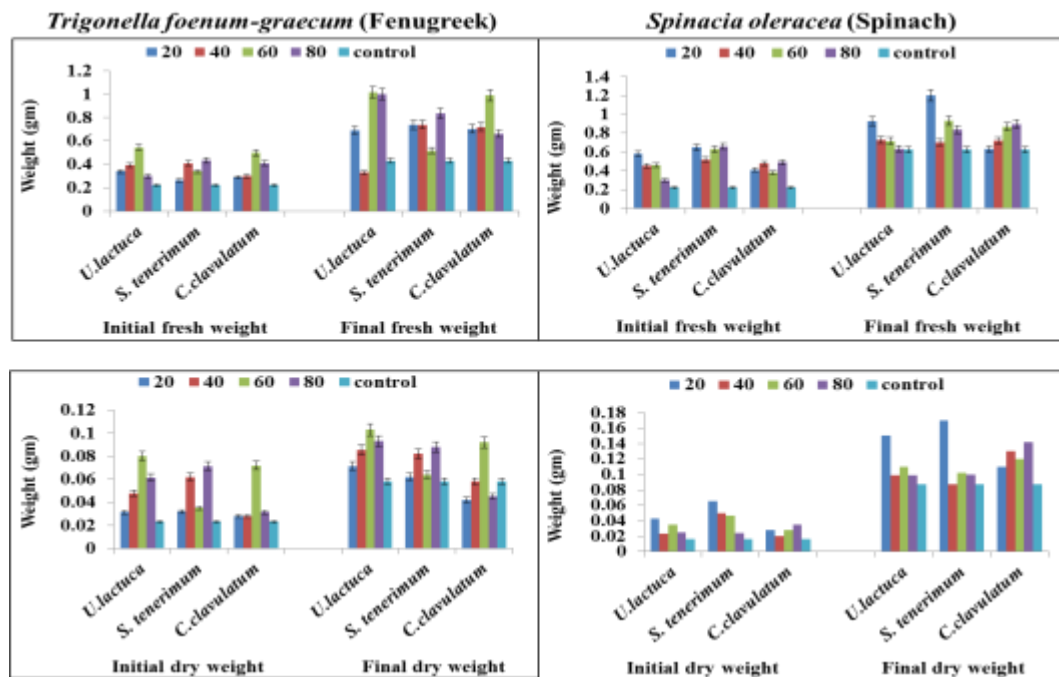 Trigonella foenum-graecum (Fenugreek)
Spinacia oleracea (Spinach)
20 40 60 80 control
Weight (gm)
1.2
1
0.8
0.6
0.4
0.2
0
U.lactuca
S. tenerimum
C.clavulatum
U.lactuca
S. tenerimum
C.clavulatum
Initial fresh weight
Final fresh weight
20 40 60 80 control
Weight (gm)
1.4
1.2
1
0.8
0.6
0.4
0.2
0
U.lactuca
S. tenerimum
C.clavulatum
U.lactuca
S. tenerimum
C.clavulatum
Initial fresh weight
Final fresh weight
20 40 60 80 control
Weight (gm)
0.12
0.1
0.08
0.06
0.04
0.02
0
U.lactuca
S. tenerimum
C.clavulatum
U.lactuca
S. tenerimum
C.clavulatum
Initial dry weight
Final dry weight
20 40 60 80 control
Weight (gm)
0.18
0.16
0.14
0.12
0.1
0.08
0.06
0.04
0.02
0
U.lactuca
S. tenerimum
C.clavulatum
U.lactuca
S. tenerimum
C.clavulatum
Initial dry weight
Final dry weight